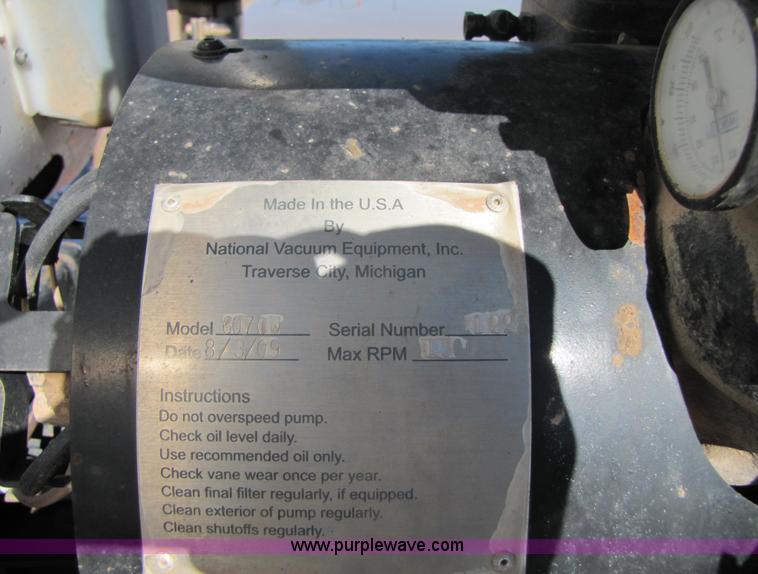 Made In the U.S.A
By
National Vacuum Equipment, Inc.
Traverse City, Michigan
Model
Serial Number
Date 8/3/09
Max RPM
Instructions
Do not overspeed pump.
Check oil level daily.
Use recommended oil only.
Check vane wear once per year.
Clean final filter regularly, if equipped.
Clean exterior of pump regularly.
Clean shutoffs regularly.
www.purplewave.com